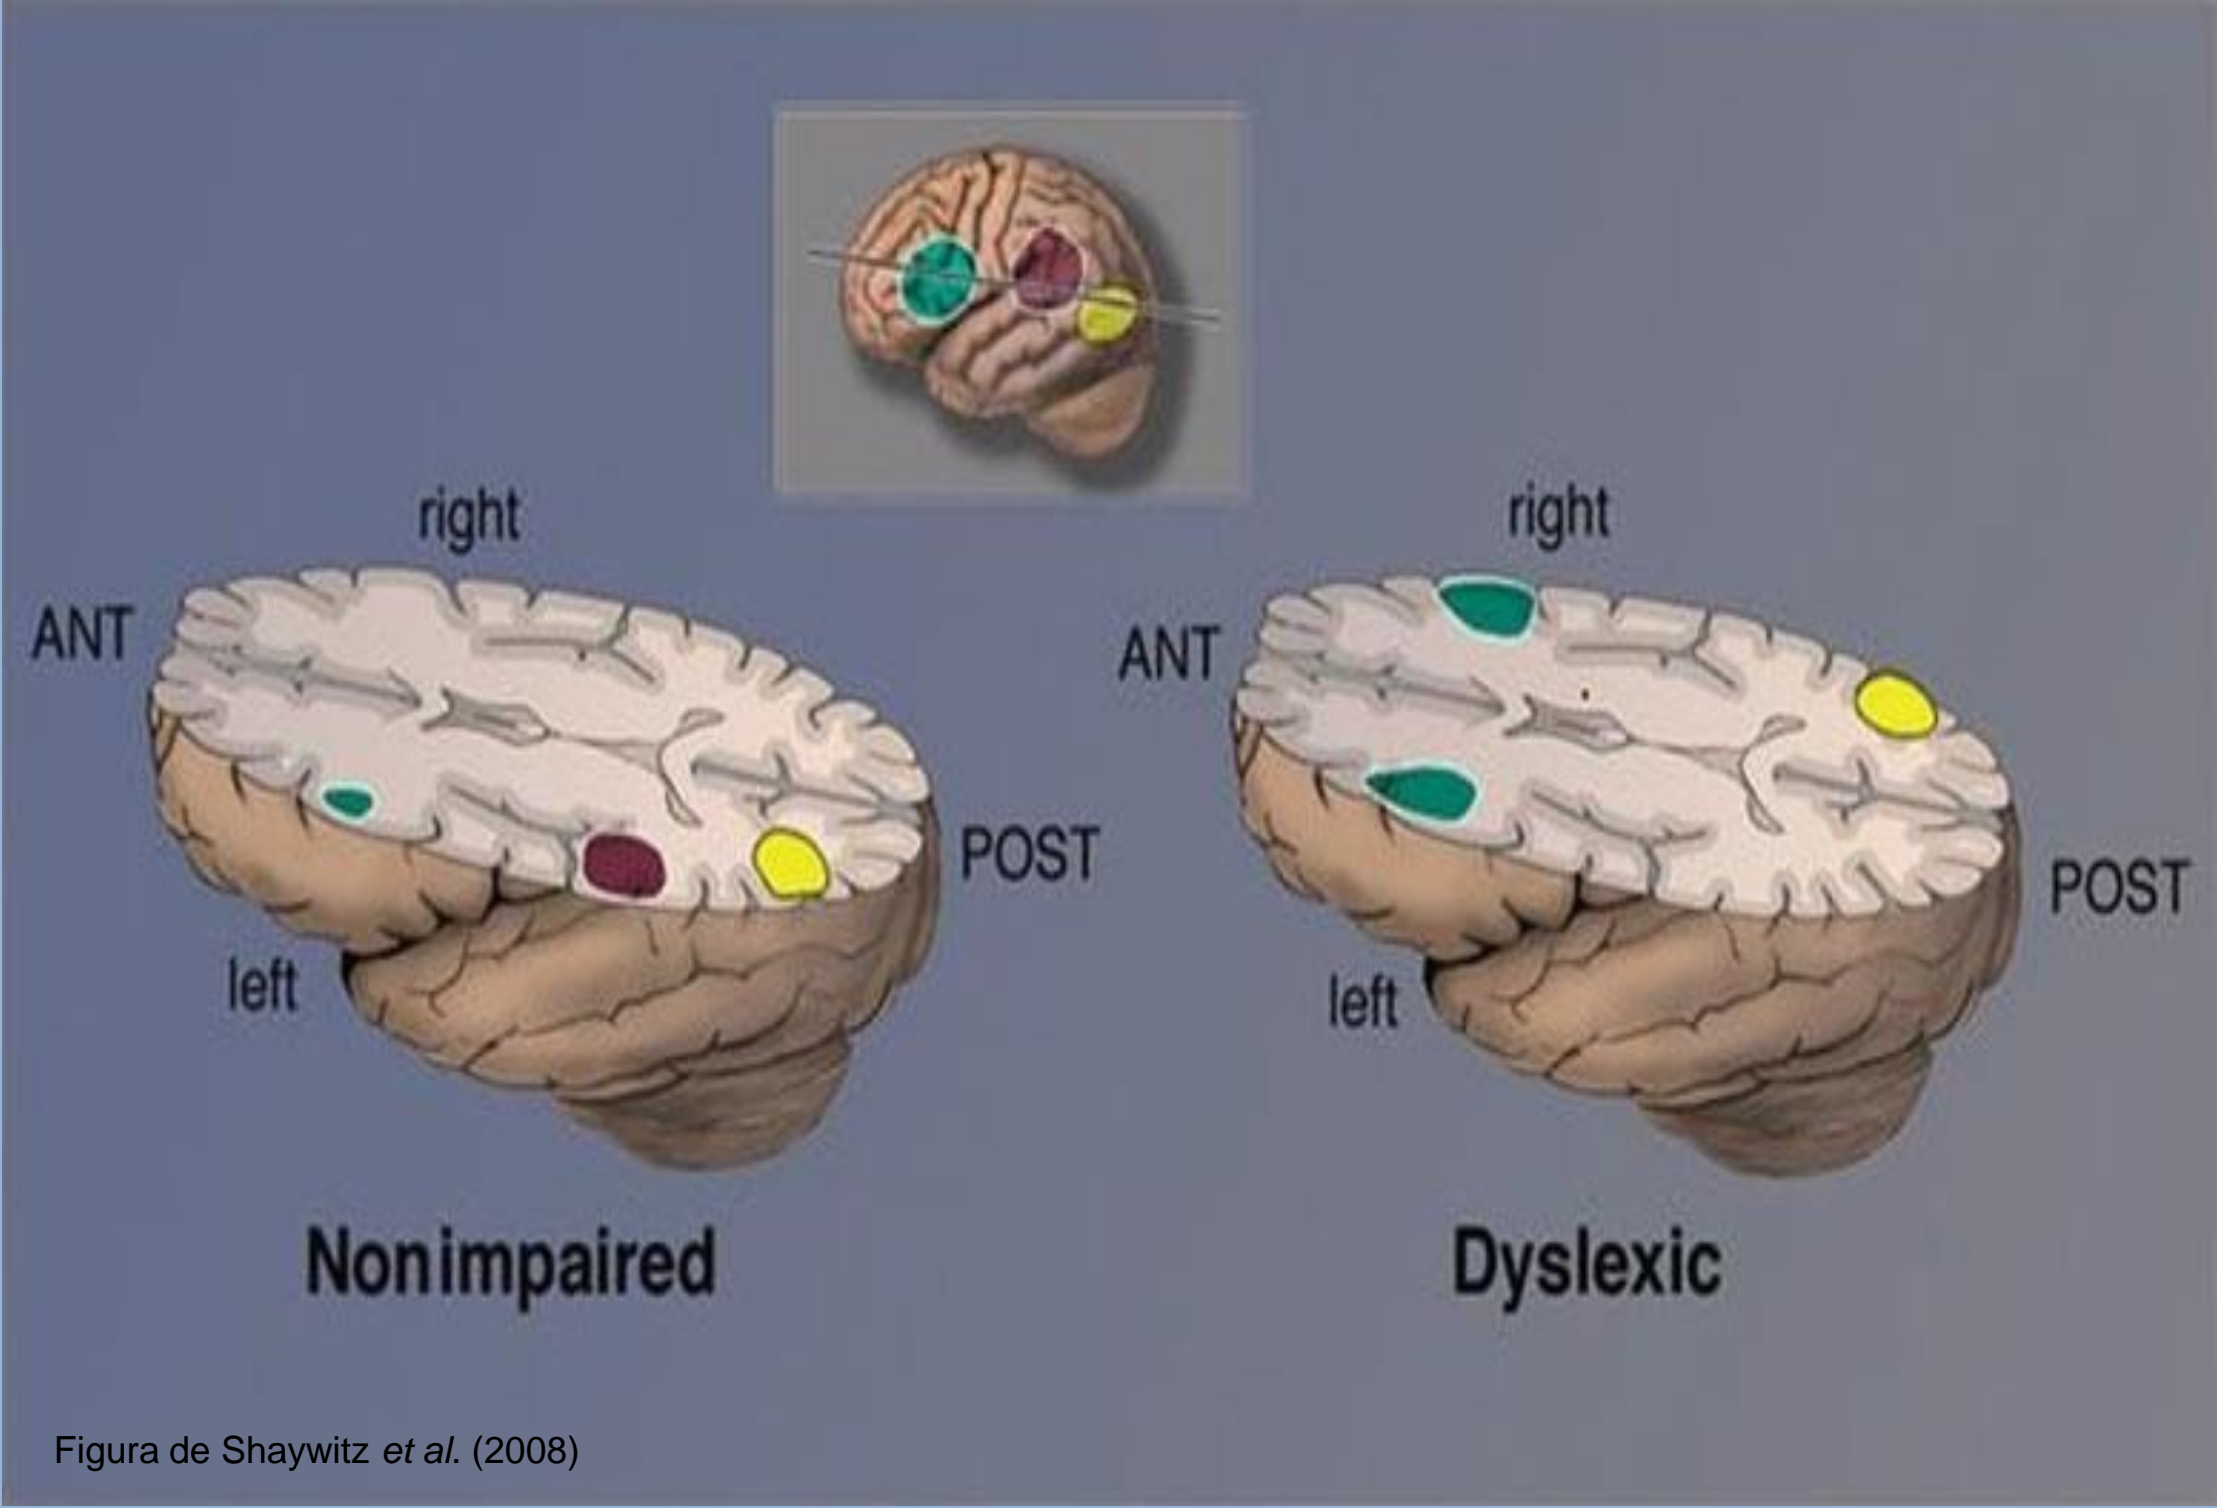 right
right
ANT
ANT
POST
POST
left
left
Nonimpaired
Dyslexic
Figura de Shaywitz et al. (2008)